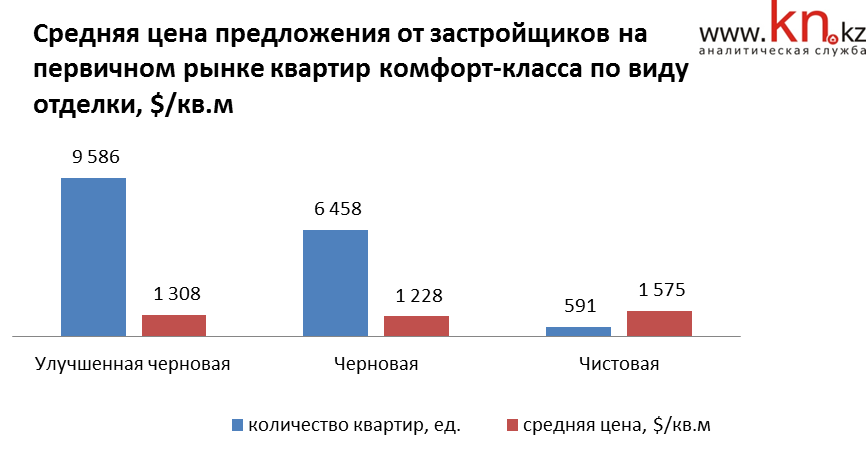 Средняя цена предложения от застройщиков на
первичном рынке квартир комфорт-класса по виду
отделки, $/кв.м
www.kn.kz
аналитическая служба
9 586
1 308
6 458
1 228
591
1 575
Улучшенная черновая
Черновая
Чистовая
количество квартир, ед.
средняя цена, $/кв.м